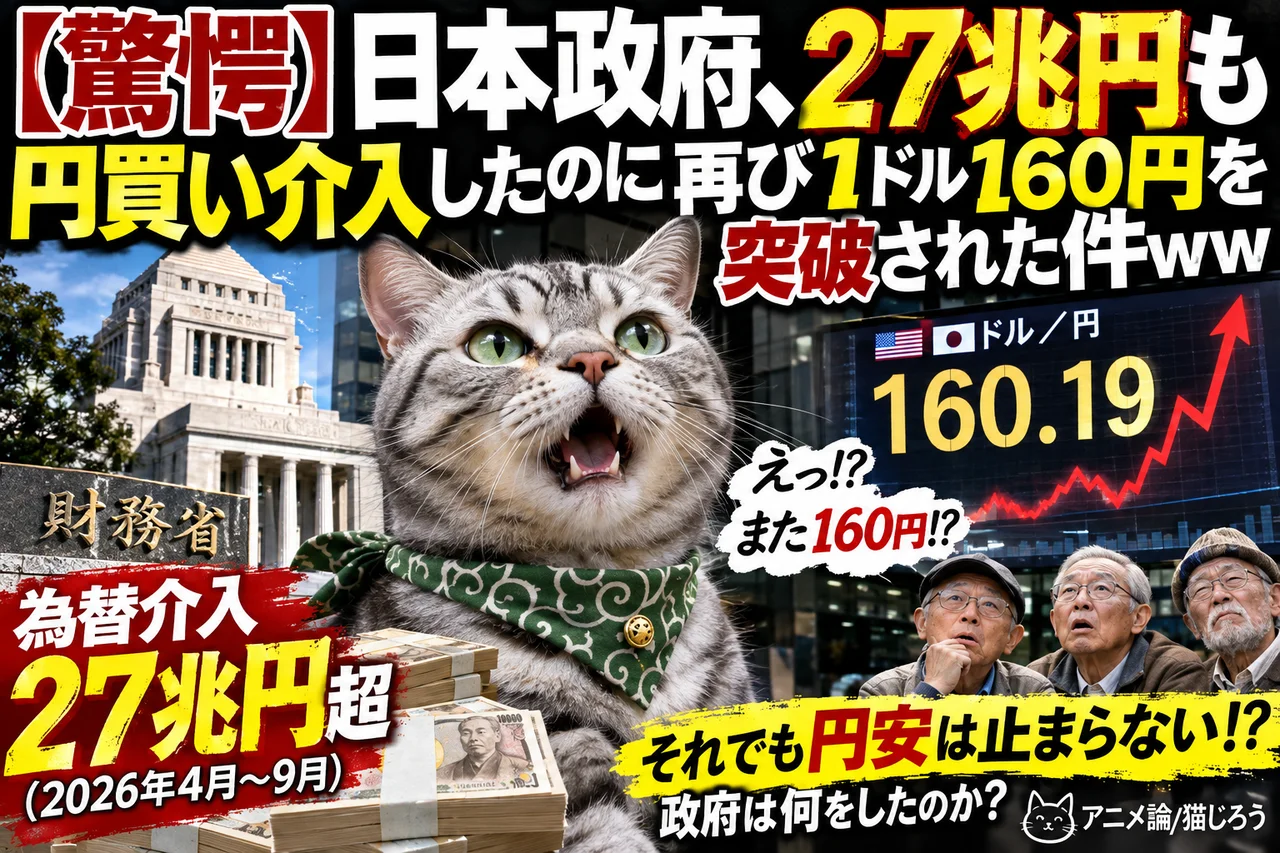 【驚愕】日本政府、27兆円も
円買い介入したのに再び1ドル160円を
突破された件ww
ドル／円
160.19
えっ!?
また160円!?
財務省
為替介入
27兆円超
(2026年4月～9月)
10000
それでも円安は止まらない!?
政府は何をしたのか?
アニメ論/猫じろう